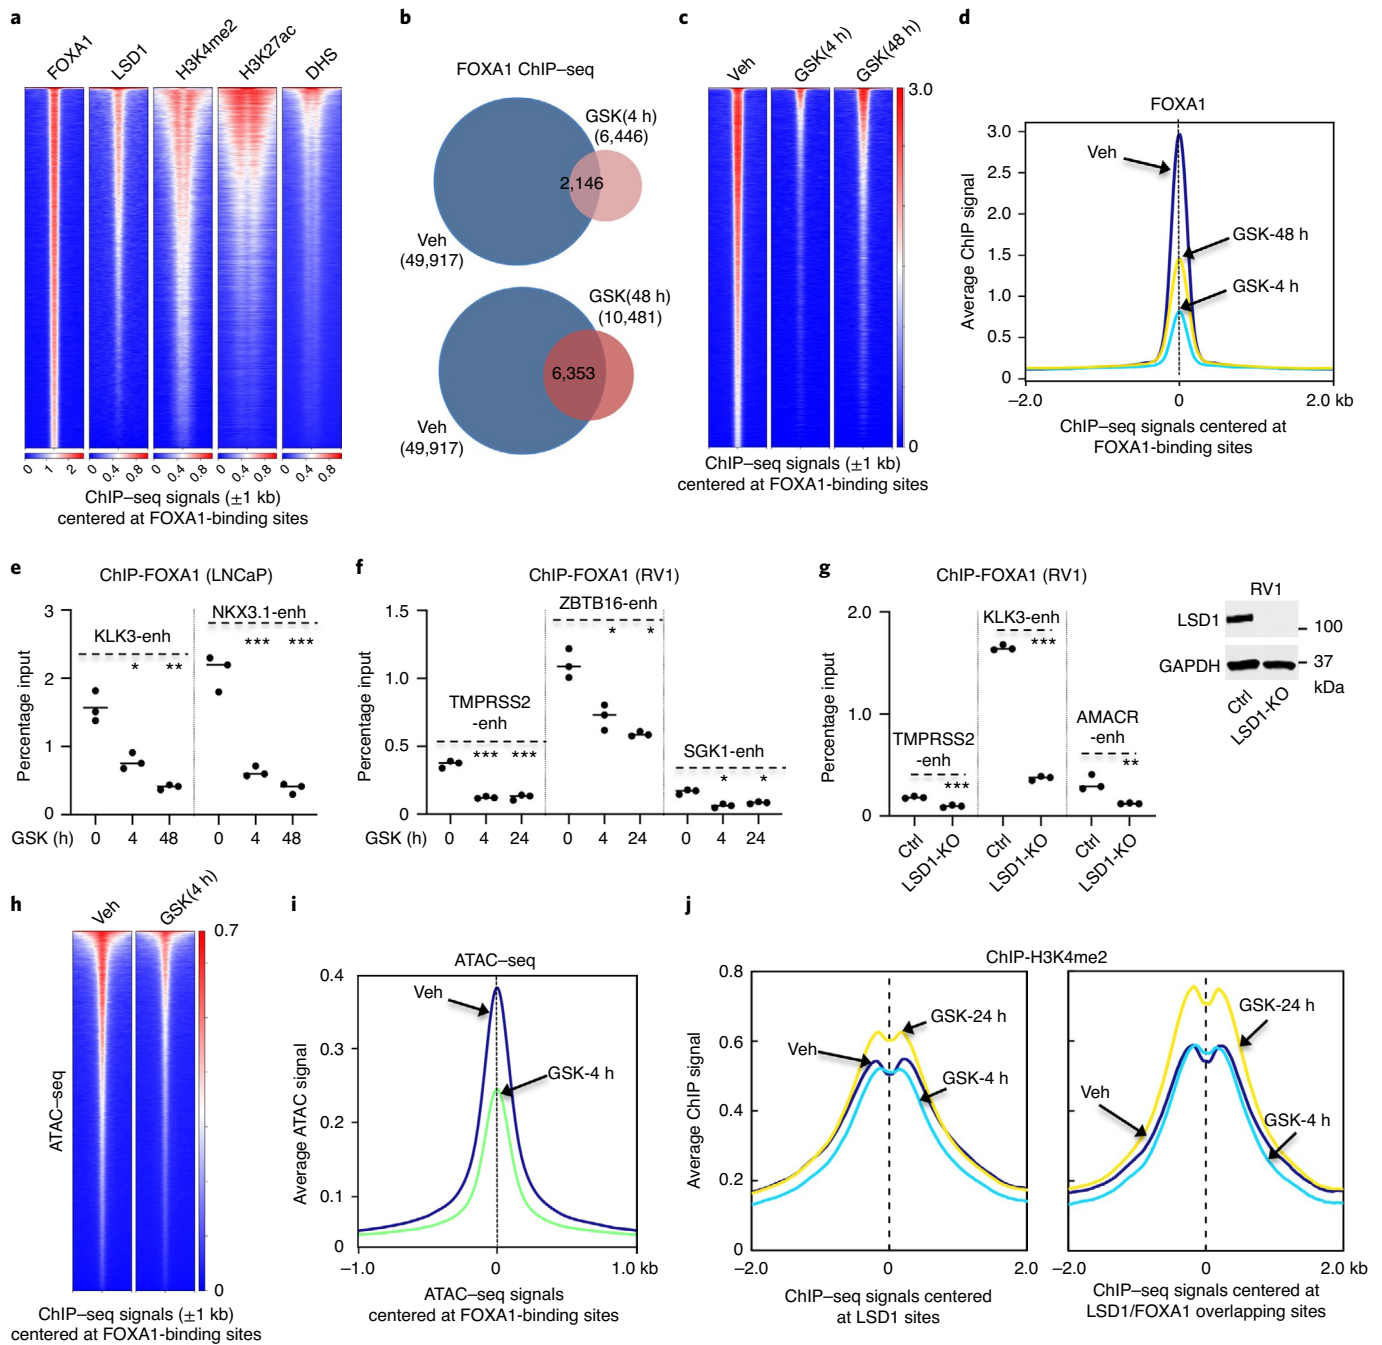 a
FOXA1
LSD1
H3K4me2
H3K27ac
DHS
0 1 2
0 0.4 0.8
0 0.4 0.8
0 0.4 0.8
0 0.4 0.8
ChIP–seq signals (±1 kb)
centered at FOXA1-binding sites
b
FOXA1 ChIP–seq
GSK(4 h)
(6,446)
2,146
Veh
(49,917)
GSK(48 h)
(10,481)
6,353
Veh
(49,917)
c
Veh
GSK(4 h)
GSK(48 h)
3.0
0
ChIP–seq signals (±1 kb)
centered at FOXA1-binding sites
d
FOXA1
Average ChIP signal
3.0
2.5
2.0
1.5
1.0
0.5
0
Veh
GSK-48 h
GSK-4 h
–2.0 0 2.0 kb
ChIP–seq signals centered at
FOXA1-binding sites
e
ChIP-FOXA1 (LNCaP)
Percentage input
3
2
1
0
KLK3-enh
* **
NKX3.1-enh
*** ***
GSK (h) 0 4 48 0 4 48
f
ChIP-FOXA1 (RV1)
Percentage input
1.5
1.0
0.5
0
TMPRSS2
-enh
*** ***
ZBTB16-enh
* *
SGK1-enh
* *
GSK (h) 0 4 24 0 4 24 0 4 24
g
ChIP-FOXA1 (RV1)
Percentage input
2.0
1.0
0
TMPRSS2
-enh
***
KLK3-enh
***
AMACR
-enh
**
Ctrl
LSD1-KO
Ctrl
LSD1-KO
Ctrl
LSD1-KO
RV1
LSD1
100
GAPDH
37
kDa
Ctrl
LSD1-KO
h
Veh
GSK(4 h)
0.7
0
ATAC–seq
ChIP–seq signals (±1 kb)
centered at FOXA1-binding sites
i
ATAC–seq
Average ATAC signal
0.4
0.3
0.2
0.1
0
Veh
GSK-4 h
–1.0 0 1.0 kb
ATAC–seq signals
centered at FOXA1-binding sites
j
ChIP-H3K4me2
Average ChIP signal
0.8
0.6
0.4
0.2
0
Veh
GSK-24 h
GSK-4 h
–2.0 0 2.0
ChIP–seq signals centered
at LSD1 sites
GSK-24 h
Veh
GSK-4 h
–2.0 0 2.0 kb
ChIP–seq signals centered at
LSD1/FOXA1 overlapping sites